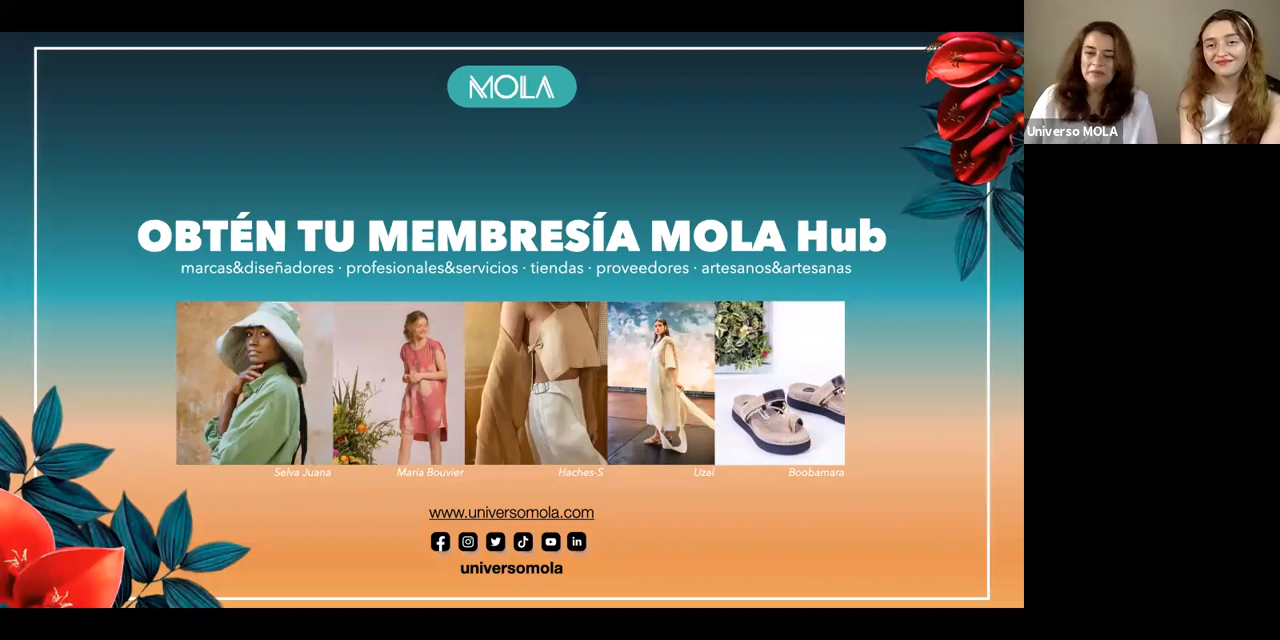 MOLA
Universo MOLA
OBTÉN TU MEMBRESÍA MOLA Hub
marcas&diseñadores · profesionales&servicios · tiendas · proveedores · artesanos&artesanas
Selva Juana
Maria Bouvier
Haches-S
Uzal
Boobamara
www.universomola.com
universomola